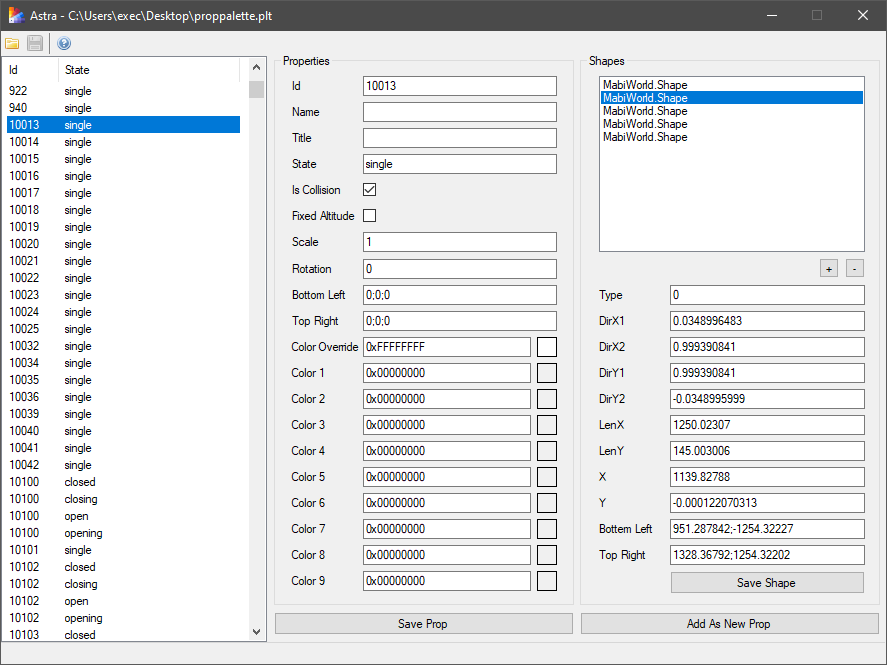 Astra - C:\Users\exec\Desktop\proppalette.plt
Id State
922 single
940 single
10013 single
10014 single
10015 single
10016 single
10017 single
10018 single
10019 single
10020 single
10021 single
10022 single
10023 single
10024 single
10025 single
10032 single
10034 single
10035 single
10036 single
10039 single
10040 single
10041 single
10042 single
10100 closed
10100 closing
10100 open
10100 opening
10101 single
10102 closed
10102 closing
10102 open
10102 opening
10103 closed
Properties
Id 10013
Name
Title
State single
Is Collision
Fixed Altitude
Scale 1
Rotation 0
Bottom Left 0;0;0
Top Right 0;0;0
Color Override 0xFFFFFFFF
Color 1 0x00000000
Color 2 0x00000000
Color 3 0x00000000
Color 4 0x00000000
Color 5 0x00000000
Color 6 0x00000000
Color 7 0x00000000
Color 8 0x00000000
Color 9 0x00000000
Save Prop
Shapes
MabiWorld.Shape
MabiWorld.Shape
MabiWorld.Shape
MabiWorld.Shape
MabiWorld.Shape
+ -
Type 0
DirX1 0.0348996483
DirX2 0.999390841
DirY1 0.999390841
DirY2 -0.0348995999
LenX 1250.02307
LenY 145.003006
X 1139.82788
Y -0.000122070313
Bottem Left 951.287842;-1254.32227
Top Right 1328.36792;1254.32202
Save Shape
Add As New Prop